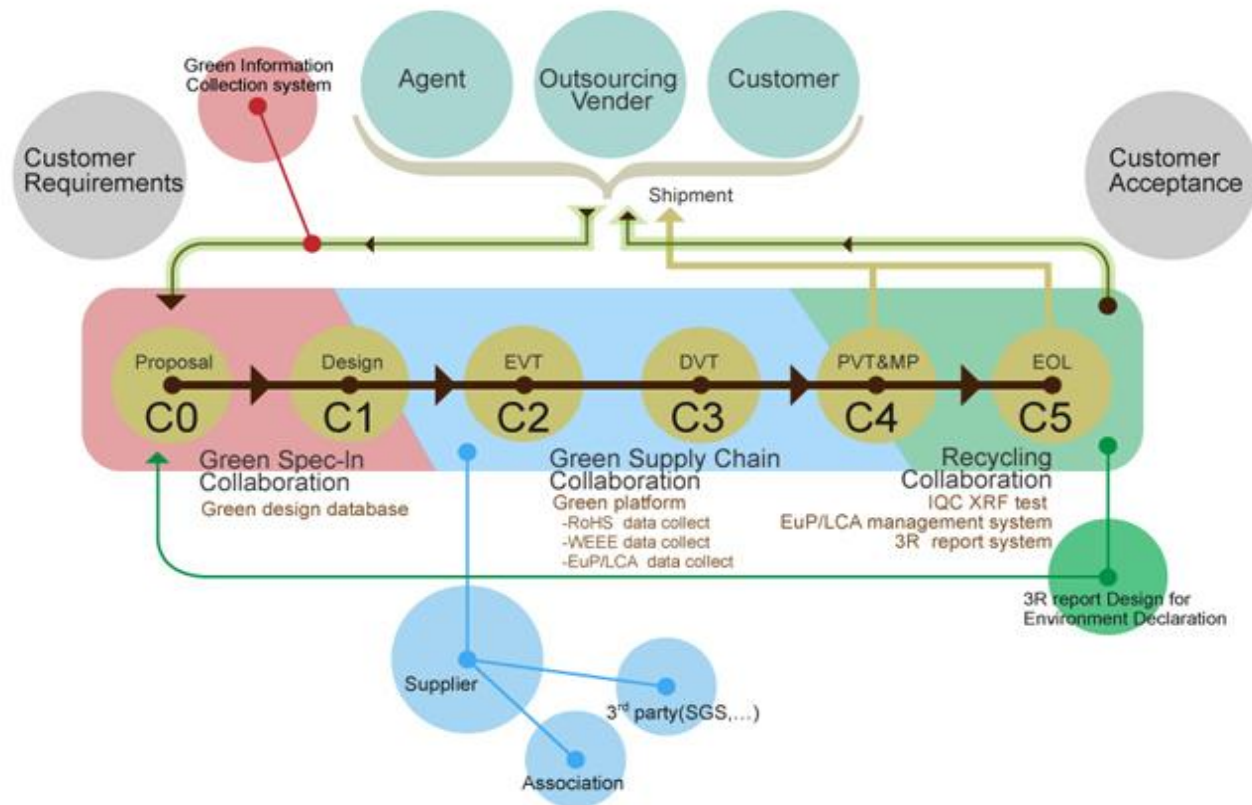 Green Information
Collection system
Agent
Outsourcing
Vender
Customer
Customer
Requirements
Customer
Acceptance
Shipment
Proposal
C0
Design
C1
EVT
C2
DVT
C3
PVT&MP
C4
EOL
C5
Green Spec-In
Collaboration
Green design database
Green Supply Chain
Collaboration
Green platform
-RoHS data collect
-WEEE data collect
-EuP/LCA data collect
Recycling
Collaboration
IQC XRF test
EuP/LCA management system
3R report system
3R report Design for
Environment Declaration
Supplier
3rd party(SGS,...)
Association